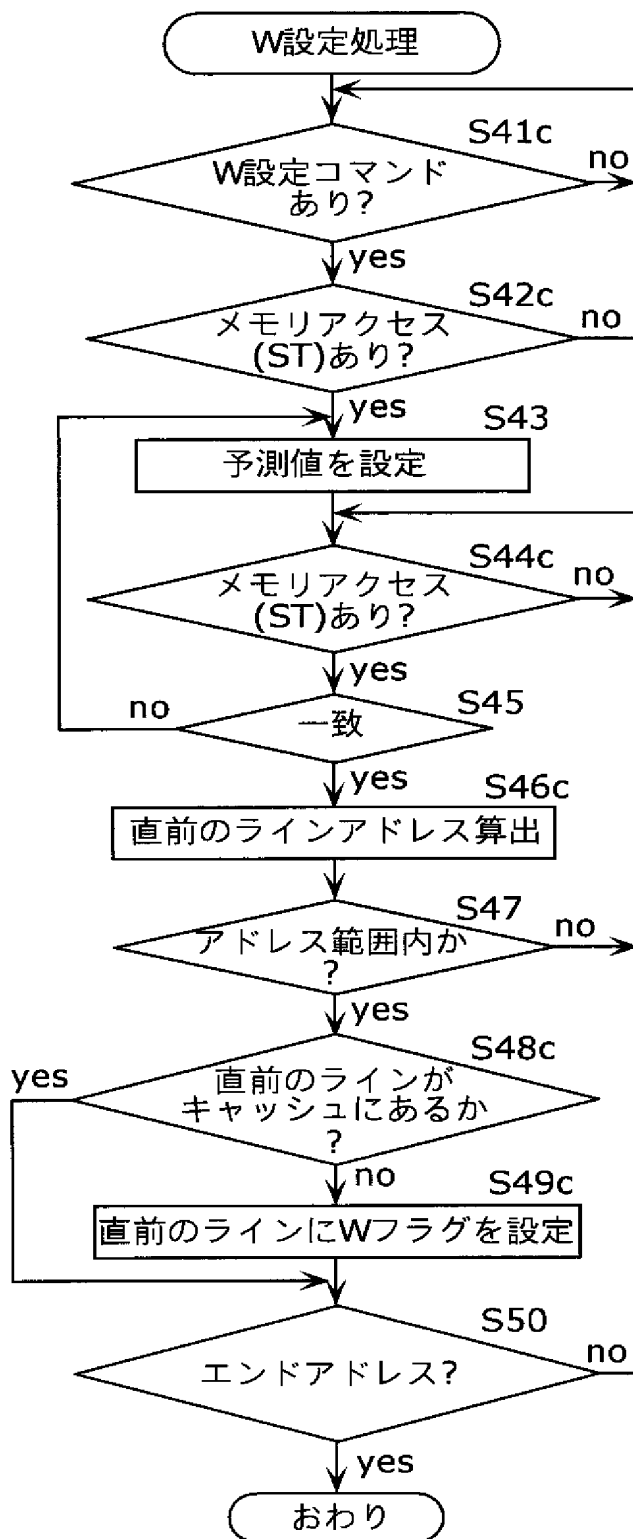 W設定処理
S41c
W設定コマンド
あり?
no
yes
S42c
メモリアクセス
(ST)あり?
no
yes
S43
予測値を設定
S44c
メモリアクセス
(ST)あり?
no
yes
S45
一致
no
yes
S46c
直前のラインアドレス算出
S47
アドレス範囲内か
?
no
yes
S48c
直前のラインが
キャッシュにあるか
?
yes
no
S49c
直前のラインにWフラグを設定
S50
エンドアドレス?
no
yes
おわり